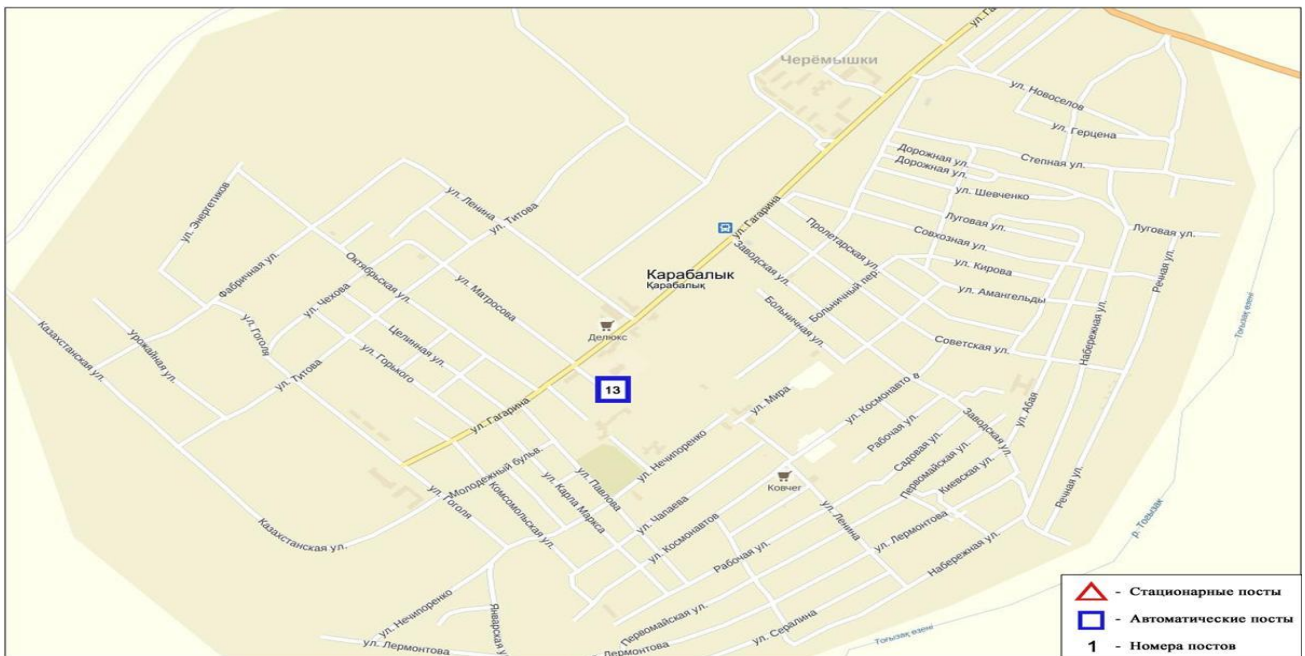 ул. Гагарина
Черёмышки
ул. Новоселов
ул. Герцена
Дорожная ул.
Дорожная ул.
Степная ул.
ул. Шевченко
ул. Энергетиков
ул. Ленина
ул. Титова
ул. Гагарина
Пролетарская ул.
Луговая ул.
Совхозная ул.
Луговая ул.
Заводская ул.
ул. Кирова
Речная ул.
Фабричная ул.
Октябрьская ул.
Карабалык
Қарабалық
Больничный пер.
ул. Амангельды
ул. Чехова
ул. Матросова
Больничная ул.
Набережная ул.
Тоғызақ өзені
Казахстанская ул.
Урожайная ул.
ул. Гоголя
Целинная ул.
ул. Горького
Делюкс
Советская ул.
ул. Титова
13
ул. Гагарина
ул. Мира
ул. Космонавто в
Заводская ул.
ул. Абая
Рабочая ул.
Садовая ул.
Первомайская ул.
Киевская ул.
Молодежный бульв.
ул. Нечипоренко
ул. Павлова
ул. Карла Маркса
Комсомольская ул.
ул. Гоголя
Ковчег
Речная ул.
ул. Чапаева
ул. Космонавтов
ул. Ленина
ул. Лермонтова
Набережная ул.
р. Тогызак
Казахстанская ул.
Рабочая ул.
ул. Нечипоренко
Январская ул.
Первомайская ул.
ул. Сералина
ул. Лермонтова
Тоғызақ өзені
- Стационарные посты
- Автоматические посты
1 - Номера постов